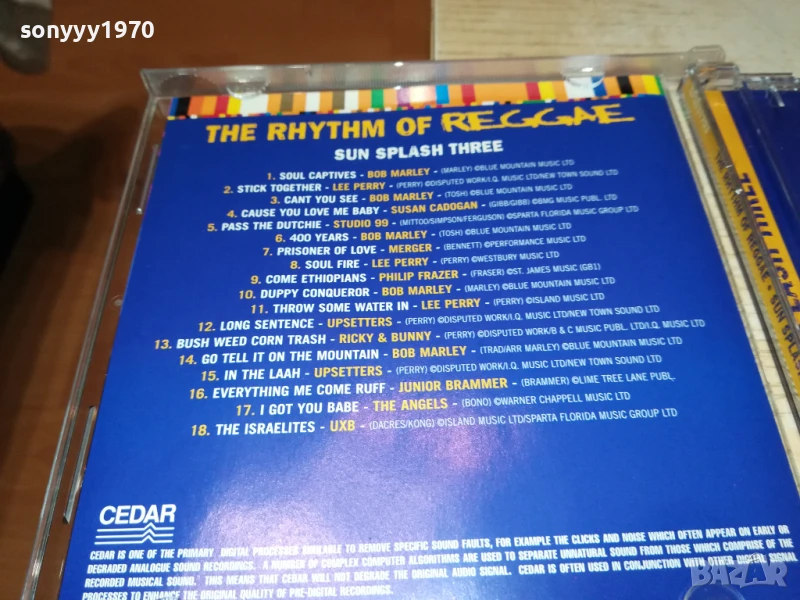 sonyyy1970
THE RHYTHM OF REGGAE
SUN SPLASH THREE
1. SOUL CAPTIVES - BOB MARLEY - (MARLEY) ©BLUE MOUNTAIN MUSIC LTD
2. STICK TOGETHER - LEE PERRY - (PERRY) ©DISPUTED WORK/I.Q. MUSIC LTD/NEW TOWN SOUND LTD
3. CANT YOU SEE - BOB MARLEY - (TOSH) ©BLUE MOUNTAIN MUSIC LTD
4. CAUSE YOU LOVE ME BABY - SUSAN CADOGAN - (GIBB/GIBB) ©BMG MUSIC PUBL. LTD
5. PASS THE DUTCHIE - STUDIO 99 - (MITTOO/SIMPSON/FERGUSON) ©SPARTA FLORIDA MUSIC GROUP LTD
6. 400 YEARS - BOB MARLEY - (TOSH) ©BLUE MOUNTAIN MUSIC LTD
7. PRISONER OF LOVE - MERGER - (BENNETT) ©PERFORMANCE MUSIC LTD
8. SOUL FIRE - LEE PERRY - (PERRY) ©WESTBURY MUSIC LTD
9. COME ETHIOPIANS - PHILIP FRAZER - (FRASER) ©ST. JAMES MUSIC (GB1)
10. DUPPY CONQUEROR - BOB MARLEY - (MARLEY) ©BLUE MOUNTAIN MUSIC LTD
11. THROW SOME WATER IN - LEE PERRY - (PERRY) ©ISLAND MUSIC LTD
12. LONG SENTENCE - UPSETTERS - (PERRY) ©DISPUTED WORK/I.Q. MUSIC LTD/NEW TOWN SOUND LTD
13. BUSH WEED CORN TRASH - RICKY & BUNNY - (PERRY) ©DISPUTED WORK/B & C MUSIC PUBL. LTD/I.Q. MUSIC LTD
14. GO TELL IT ON THE MOUNTAIN - BOB MARLEY - (TRAD/ARR MARLEY) ©BLUE MOUNTAIN MUSIC LTD
15. IN THE LAAH - UPSETTERS - (PERRY) ©DISPUTED WORK/I.Q. MUSIC LTD/NEW TOWN SOUND LTD
16. EVERYTHING ME COME RUFF - JUNIOR BRAMMER - (BRAMMER) ©LIME TREE LANE PUBL.
17. I GOT YOU BABE - THE ANGELS - (BONO) ©WARNER CHAPPELL MUSIC LTD
18. THE ISRAELITES - UXB - (DACRES/KONG) ©ISLAND MUSIC LTD/SPARTA FLORIDA MUSIC GROUP LTD
CEDAR
CEDAR IS ONE OF THE PRIMARY DIGITAL PROCESSES AVAILABLE TO REMOVE SPECIFIC SOUND FAULTS, FOR EXAMPLE THE CLICKS AND NOISE WHICH OFTEN APPEAR ON EARLY OR
DEGRADED ANALOGUE SOUND RECORDINGS. A NUMBER OF COMPLEX COMPUTER ALGORITHMS ARE USED TO SEPARATE UNNATURAL SOUND FROM THOSE WHICH COMPRISE OF THE
RECORDED MUSICAL SOUND. THIS MEANS THAT CEDAR WILL NOT DEGRADE THE ORIGINAL AUDIO SIGNAL. CEDAR IS OFTEN USED IN CONJUNCTION WITH OTHER DIGITAL SIGNAL
PROCESSES TO ENHANCE THE ORIGINAL QUALITY OF PRE-DIGITAL RECORDINGS.
BAZAR